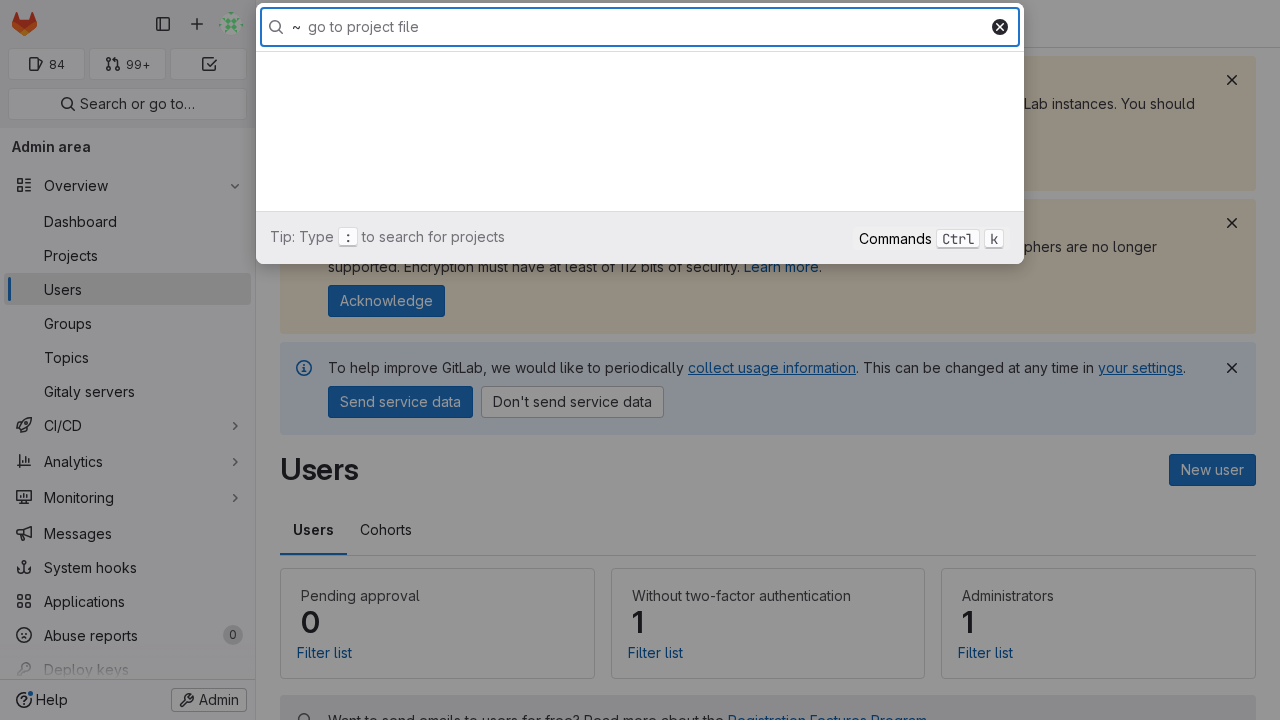 ~ go to project file
84
99+
Search or go to…
Lab instances. You should
Admin area
Overview
Dashboard
Projects
Users
Groups
Topics
Gitaly servers
CI/CD
Analytics
Monitoring
Messages
System hooks
Applications
Abuse reports
0
Deploy keys
Help
Admin
Tip: Type : to search for projects
Commands Ctrl k
phers are no longer
supported. Encryption must have at least of 112 bits of security. Learn more.
Acknowledge
To help improve GitLab, we would like to periodically collect usage information. This can be changed at any time in your settings.
Send service data
Don't send service data
Users
New user
Users
Cohorts
Pending approval
0
Filter list
Without two-factor authentication
1
Filter list
Administrators
1
Filter list
Want to send emails to users for free? Read more about the Registration Features Program